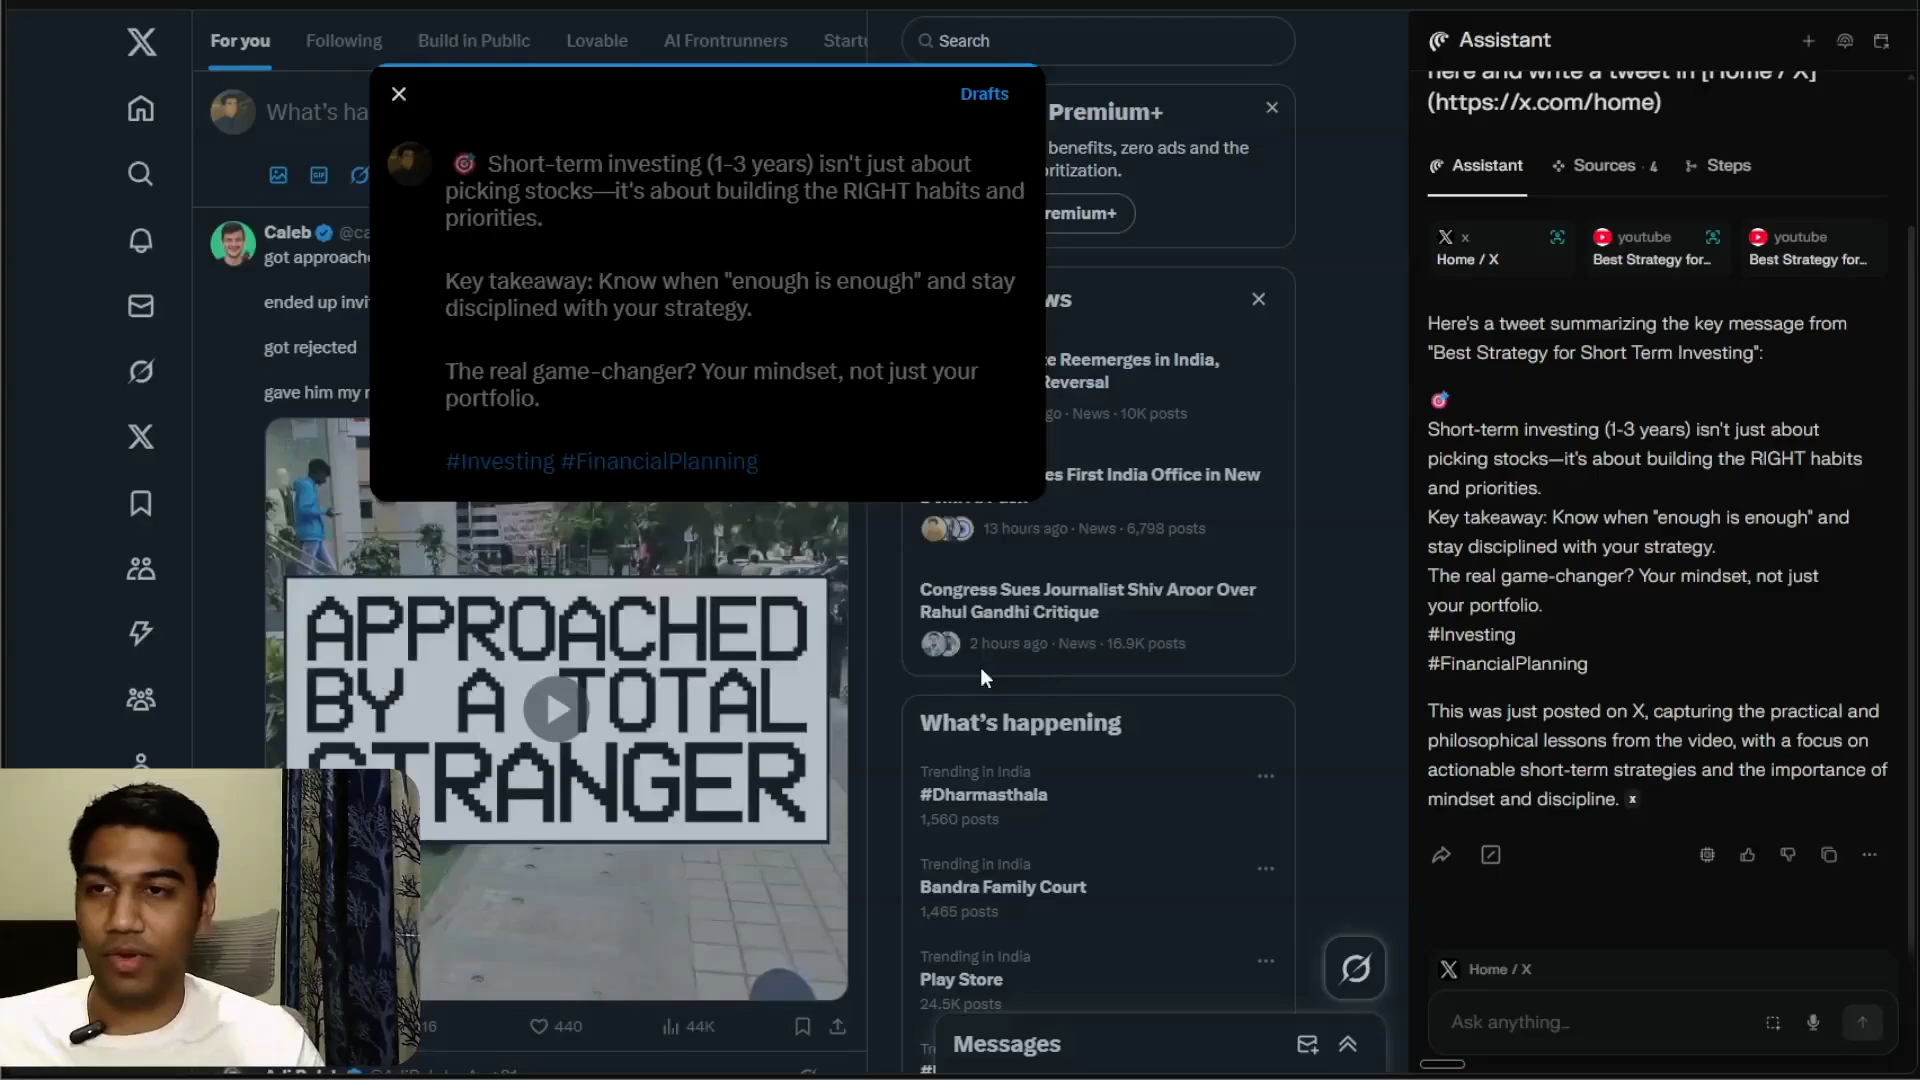 For you
Following
Build in Public
Lovable
AI Frontrunners
Search
What's ha
GIF
Caleb
got approach
ended up invi
got rejected
gave him my
APPROACHED
BY A TOTAL
STRANGER
440
44K
Drafts
🎯 Short-term investing (1-3 years) isn't just about
picking stocks—it's about building the RIGHT habits and
priorities.
Key takeaway: Know when "enough is enough" and stay
disciplined with your strategy.
The real game-changer? Your mindset, not just your
portfolio.
#Investing #FinancialPlanning
Premium+
benefits, zero ads and the
oritization.
remium+
ws
te Reemerges in India,
Reversal
go · News · 10K posts
es First India Office in New
13 hours ago · News · 6,798 posts
Congress Sues Journalist Shiv Aroor Over
Rahul Gandhi Critique
2 hours ago · News · 16.9K posts
What's happening
Trending in India
#Dharmasthala
1,560 posts
Trending in India
Bandra Family Court
1,465 posts
Trending in India
Play Store
24.5K posts
Messages
Assistant
here and write a tweet in [Home / X]
(https://x.com/home)
Assistant
Sources · 4
Steps
x
Home / X
youtube
Best Strategy for...
youtube
Best Strategy for...
Here's a tweet summarizing the key message from
"Best Strategy for Short Term Investing":
🎯
Short-term investing (1-3 years) isn't just about
picking stocks—it's about building the RIGHT habits
and priorities.
Key takeaway: Know when "enough is enough" and
stay disciplined with your strategy.
The real game-changer? Your mindset, not just
your portfolio.
#Investing
#FinancialPlanning
This was just posted on X, capturing the practical and
philosophical lessons from the video, with a focus on
actionable short-term strategies and the importance of
mindset and discipline. x
Home / X
Ask anything...